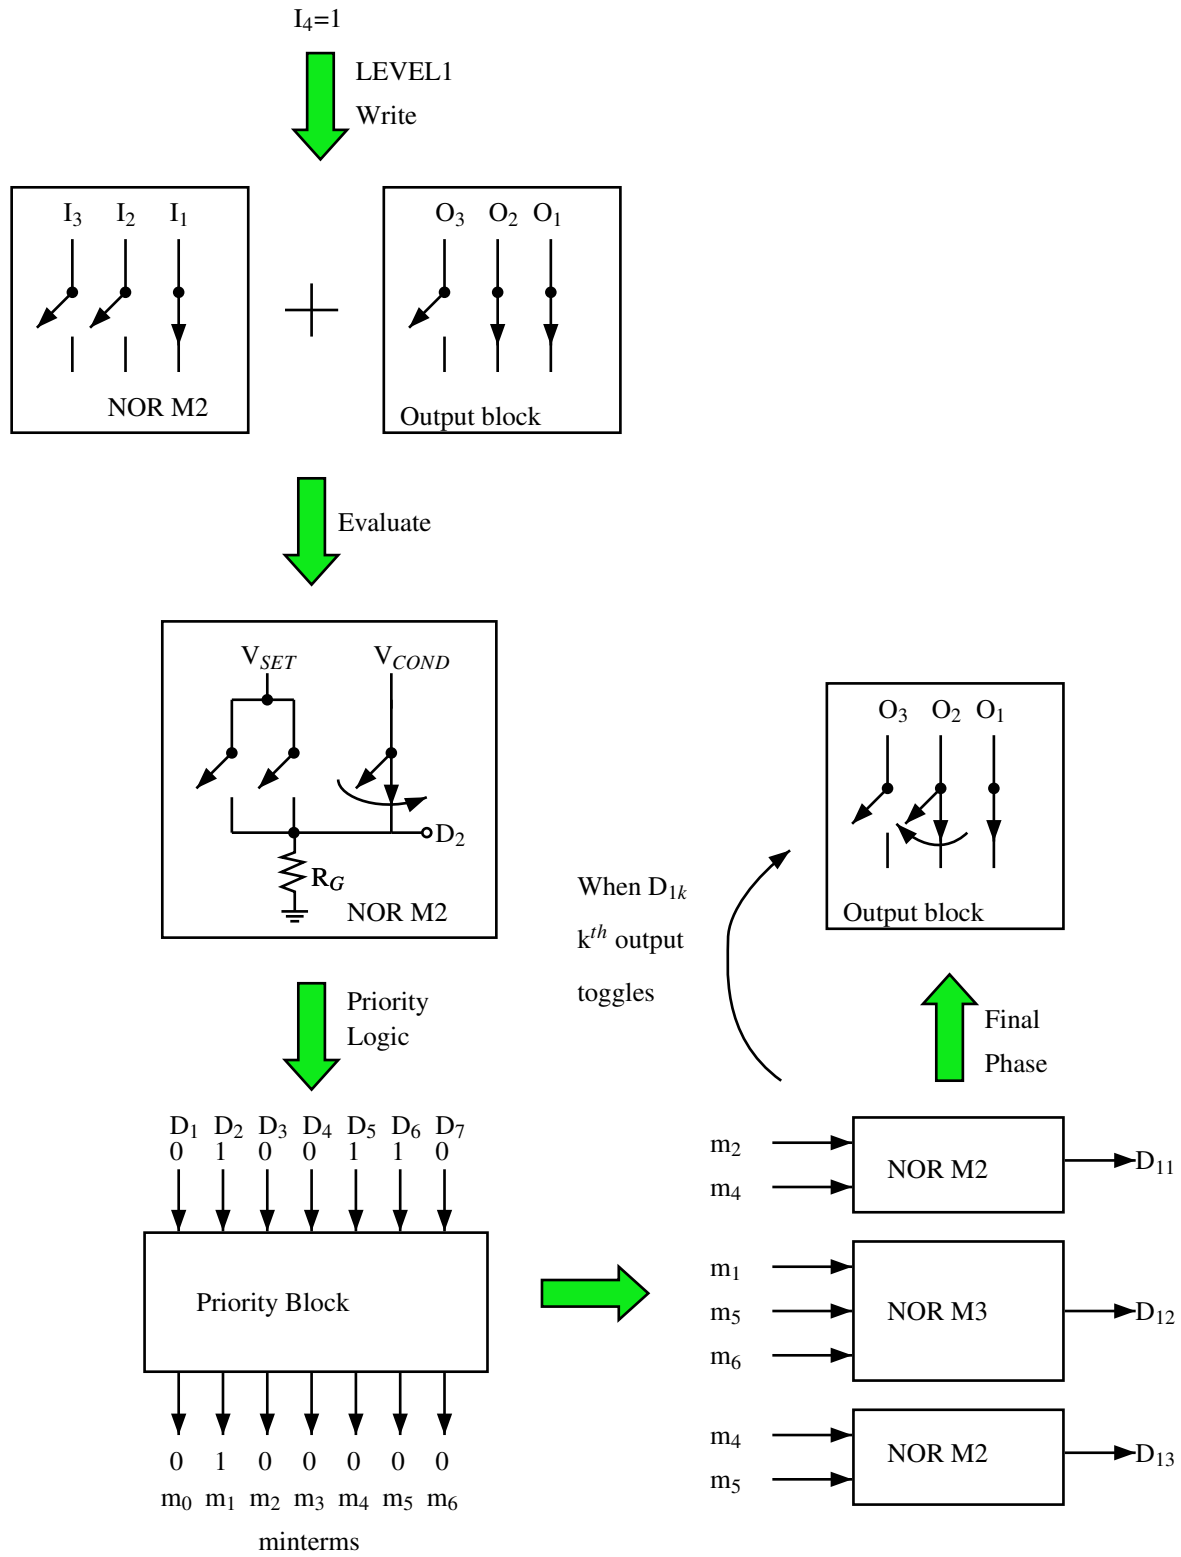 I₄=1
LEVEL1
Write
I₃ I₂ I₁
NOR M2
O₃ O₂ O₁
Output block
Evaluate
V_SET V_COND
D₂
R_G
NOR M2
Priority
Logic
D₁ D₂ D₃ D₄ D₅ D₆ D₇
0 1 0 0 1 1 0
Priority Block
0 1 0 0 0 0 0
m₀ m₁ m₂ m₃ m₄ m₅ m₆
minterms
O₃ O₂ O₁
Output block
When D₁ₖ
kᵗʰ output
toggles
Final
Phase
m₂
m₄
NOR M2
D₁₁
m₁
m₅
m₆
NOR M3
D₁₂
m₄
m₅
NOR M2
D₁₃